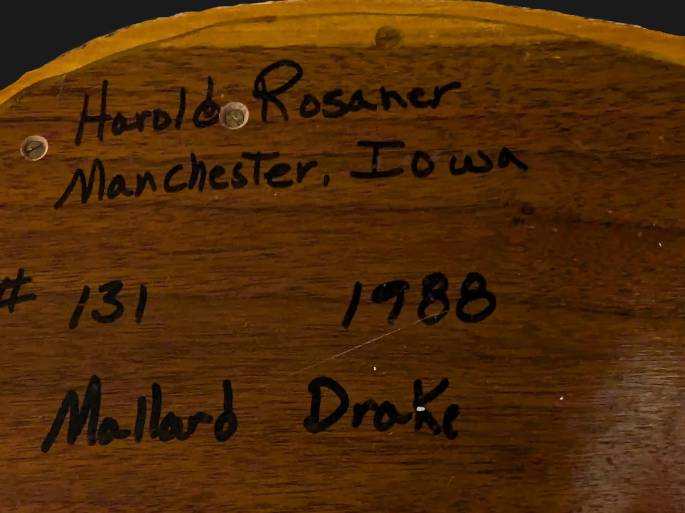 Harold Rosaner
Manchester, Iowa
# 131 1988
Mallard Drake